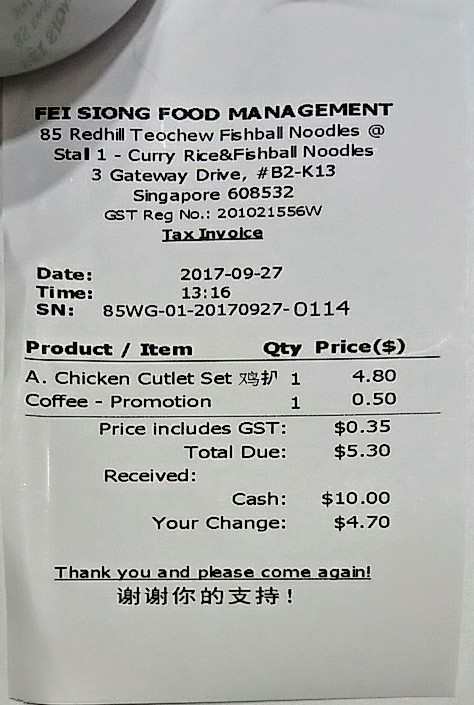 FEI SIONG FOOD MANAGEMENT
85 Redhill Teochew Fishball Noodles @
Stall 1 - Curry Rice&Fishball Noodles
3 Gateway Drive, #B2-K13
Singapore 608532
GST Reg No.: 201021556W
Tax Invoice
Date: 2017-09-27
Time: 13:16
SN: 85WG-01-20170927-0114
Product / Item Qty Price($)
A. Chicken Cutlet Set 鸡扒 1 4.80
Coffee - Promotion 1 0.50
Price includes GST: $0.35
Total Due: $5.30
Received:
Cash: $10.00
Your Change: $4.70
Thank you and please come again!
谢谢你的支持!